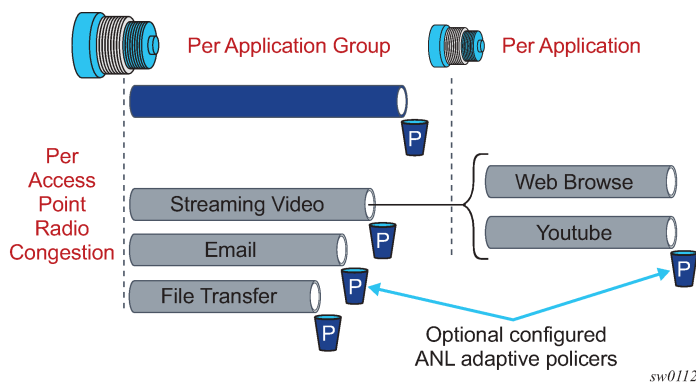 Per Application Group
Per Application
P
Per
Access
Point
Radio
Congestion
Streaming Video
Web Browse
P
Email
Youtube
P
P
File Transfer
P
Optional configured
ANL adaptive policers
sw0112